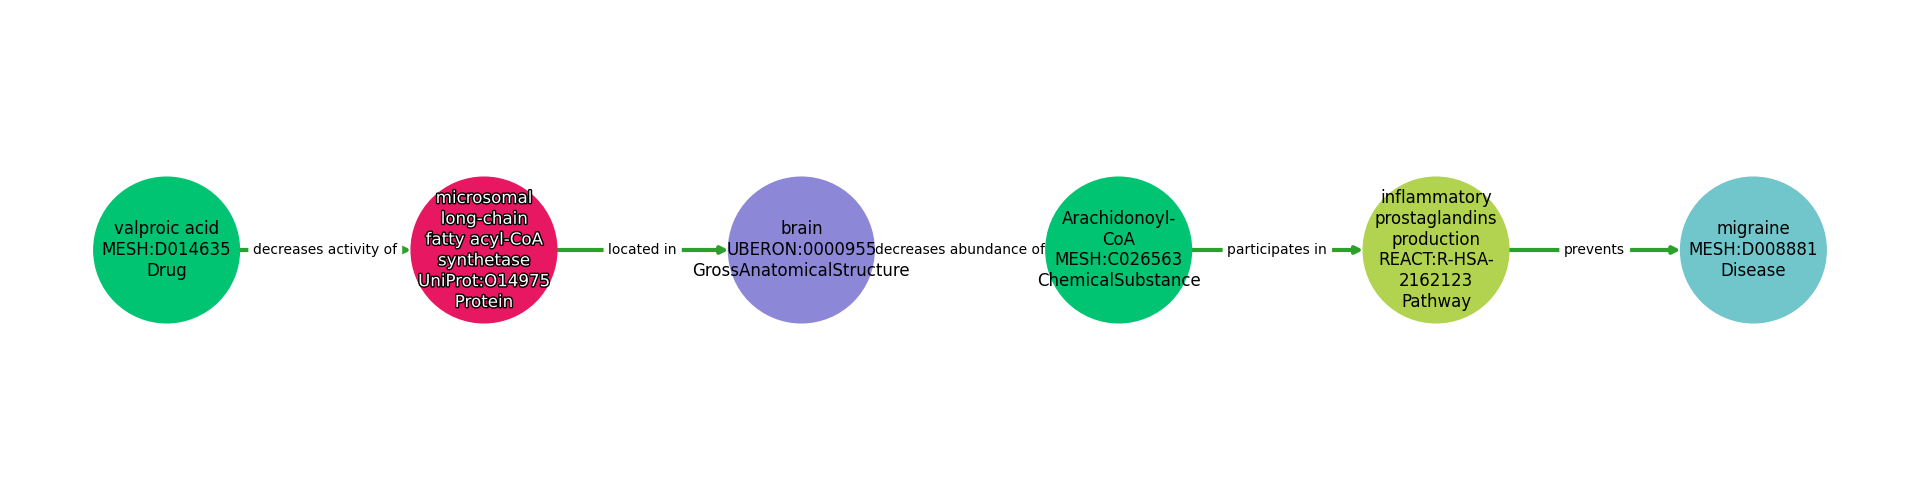 valproic acid
MESH:D014635
Drug
decreases activity of
microsomal
long-chain
fatty acyl-CoA
synthetase
UniProt:O14975
Protein
located in
brain
UBERON:0000955
GrossAnatomicalStructure
decreases abundance of
Arachidonoyl-
CoA
MESH:C026563
ChemicalSubstance
participates in
inflammatory
prostaglandins
production
REACT:R-HSA-
2162123
Pathway
prevents
migraine
MESH:D008881
Disease